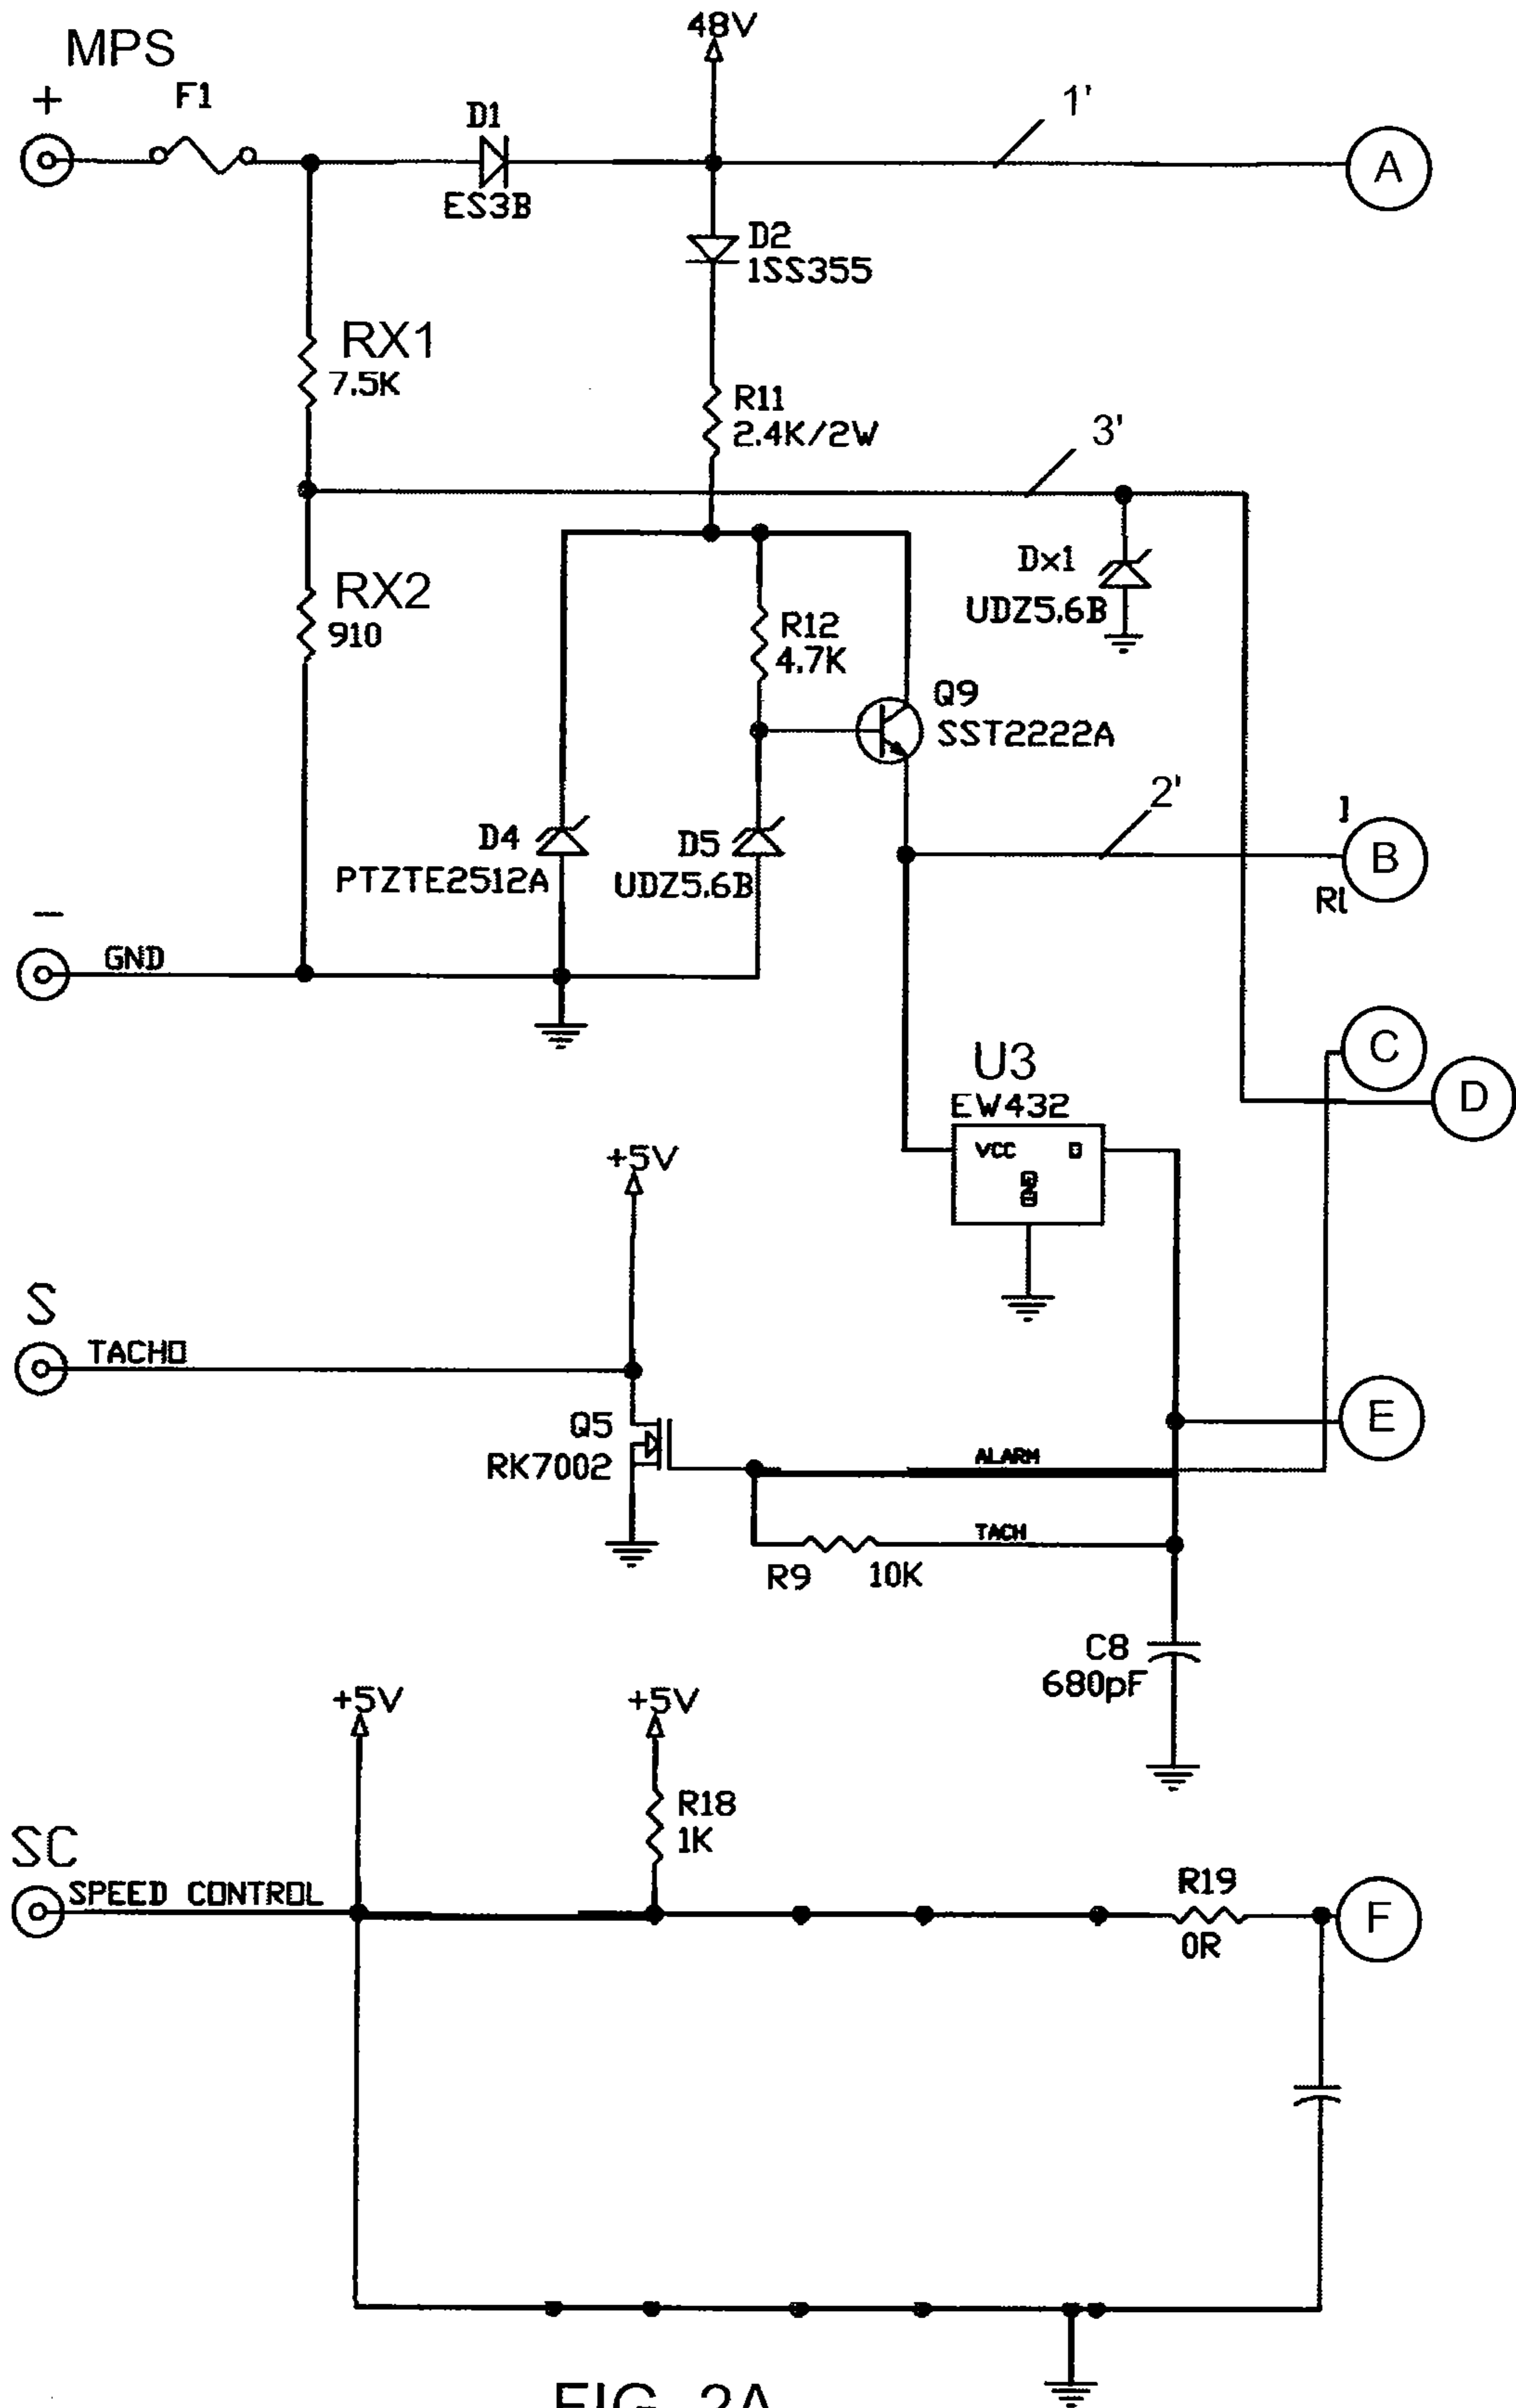 MPS
48V
+
F1
D1
ES3B
1'
A
D2
1SS355
RX1
7.5K
R11
2.4K/2W
3'
Dx1
UDZ5.6B
RX2
910
R12
4.7K
Q9
SST2222A
2'
B
D4
PTZTE2512A
D5
UDZ5.6B
−
GND
C
D
U3
EW432
VCC
O
+5V
S
TACHO
E
Q5
RK7002
ALARM
TACH
R9 10K
C8
680pF
+5V
+5V
R18
1K
SC
SPEED CONTROL
R19
0R
F
FIG. 2A